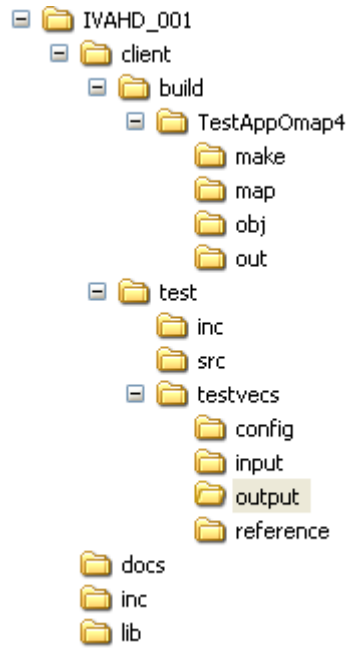 IVAHD_001
client
build
TestAppOmap4
make
map
obj
out
test
inc
src
testvecs
config
input
output
reference
docs
inc
lib